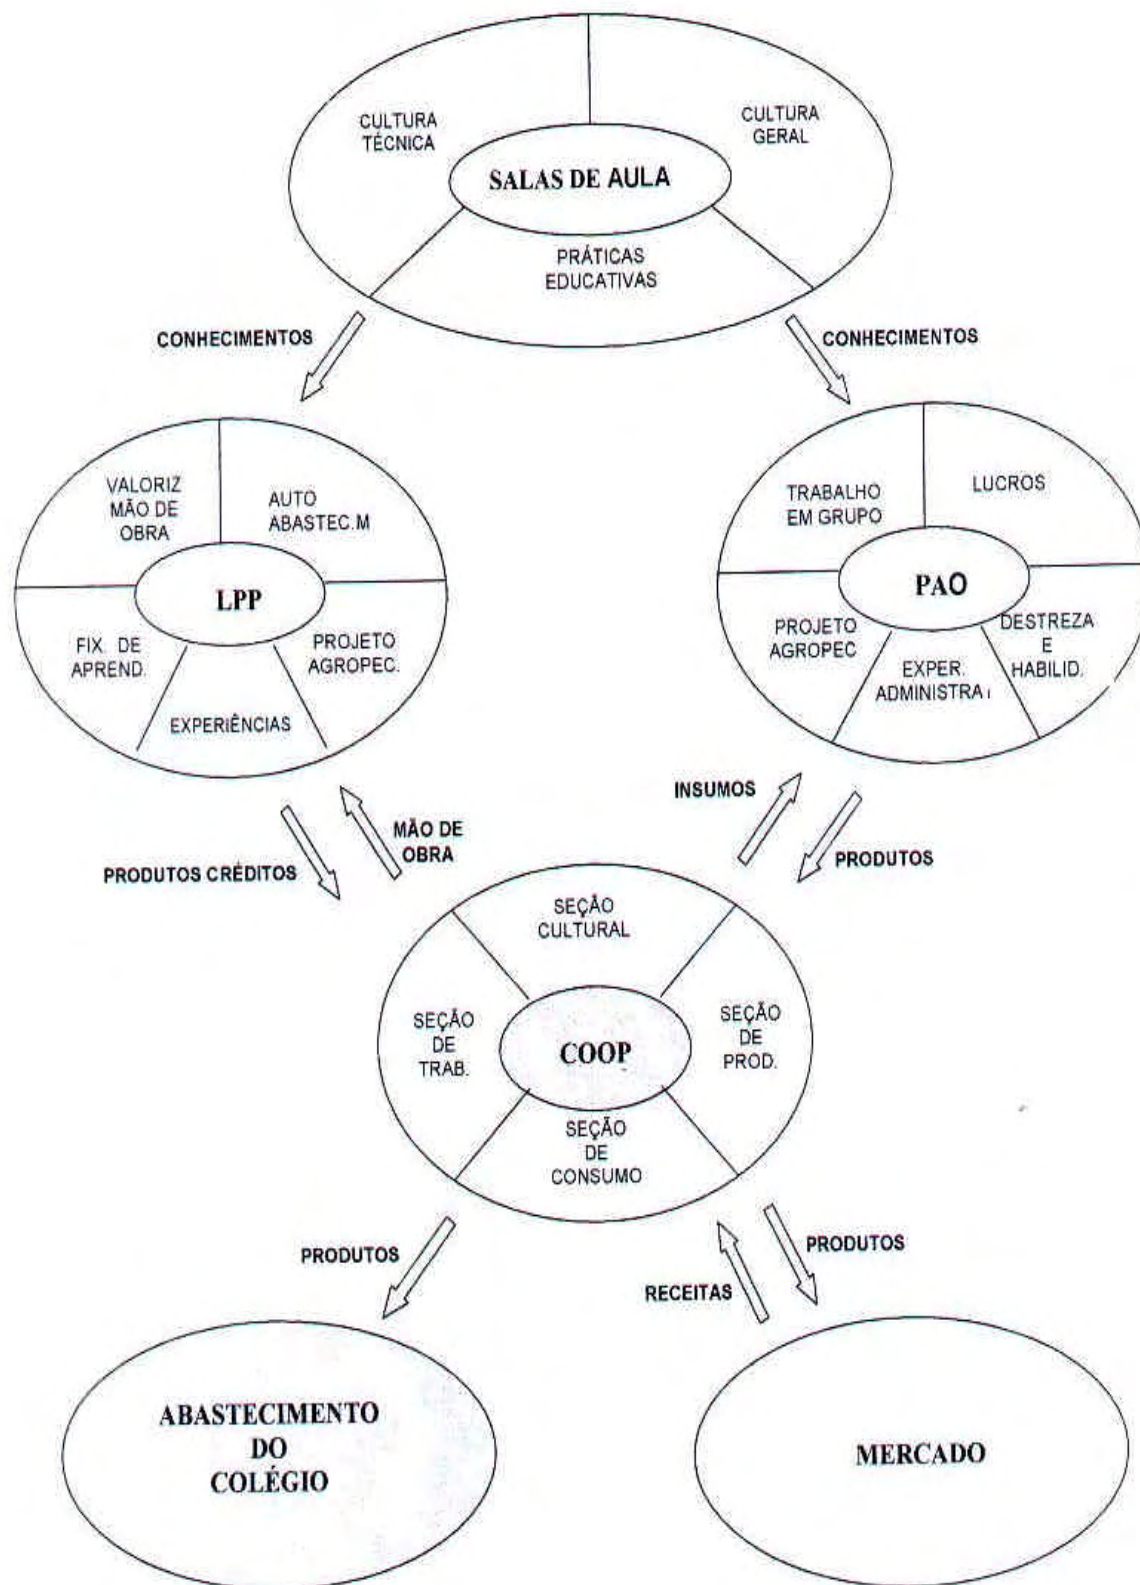 CULTURA
TÉCNICA
CULTURA
GERAL
SALAS DE AULA
PRÁTICAS
EDUCATIVAS
CONHECIMENTOS
CONHECIMENTOS
VALORIZ
MÃO DE
OBRA
AUTO
ABASTEC.M
LPP
FIX. DE
APREND.
PROJETO
AGROPEC.
EXPERIÊNCIAS
TRABALHO
EM GRUPO
LUCROS
PAO
PROJETO
AGROPEC
DESTREZA
E
HABILID.
EXPER.
ADMINISTRA
PRODUTOS CRÉDITOS
MÃO DE
OBRA
INSUMOS
PRODUTOS
SEÇÃO
CULTURAL
SEÇÃO
DE
TRAB.
COOP
SEÇÃO
DE
PROD.
SEÇÃO
DE
CONSUMO
PRODUTOS
RECEITAS
PRODUTOS
ABASTECIMENTO
DO
COLÉGIO
MERCADO